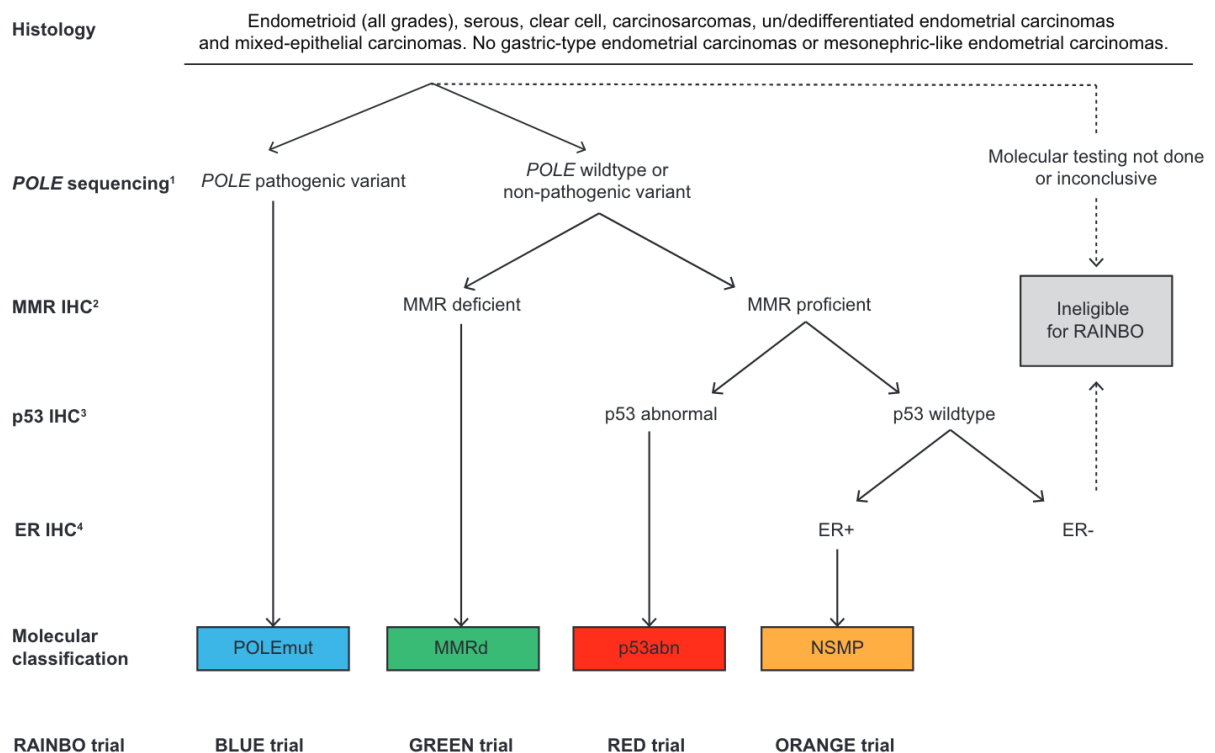 Histology
Endometrioid (all grades), serous, clear cell, carcinosarcomas, un/dedifferentiated endometrial carcinomas
and mixed-epithelial carcinomas. No gastric-type endometrial carcinomas or mesonephric-like endometrial carcinomas.
POLE sequencing¹
POLE pathogenic variant
POLE wildtype or
non-pathogenic variant
Molecular testing not done
or inconclusive
MMR IHC²
MMR deficient
MMR proficient
Ineligible
for RAINBO
p53 IHC³
p53 abnormal
p53 wildtype
ER IHC⁴
ER+
ER-
Molecular
classification
POLEmut
MMRd
p53abn
NSMP
RAINBO trial
BLUE trial
GREEN trial
RED trial
ORANGE trial